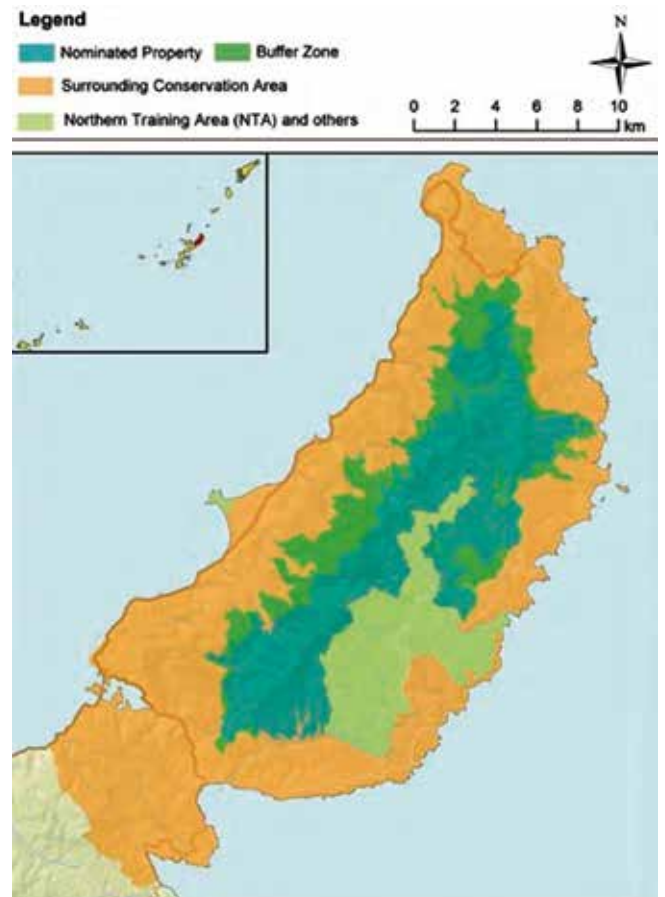 Legend
Nominated Property Buffer Zone
Surrounding Conservation Area
Northern Training Area (NTA) and others
N
0 2 4 6 8 10
km